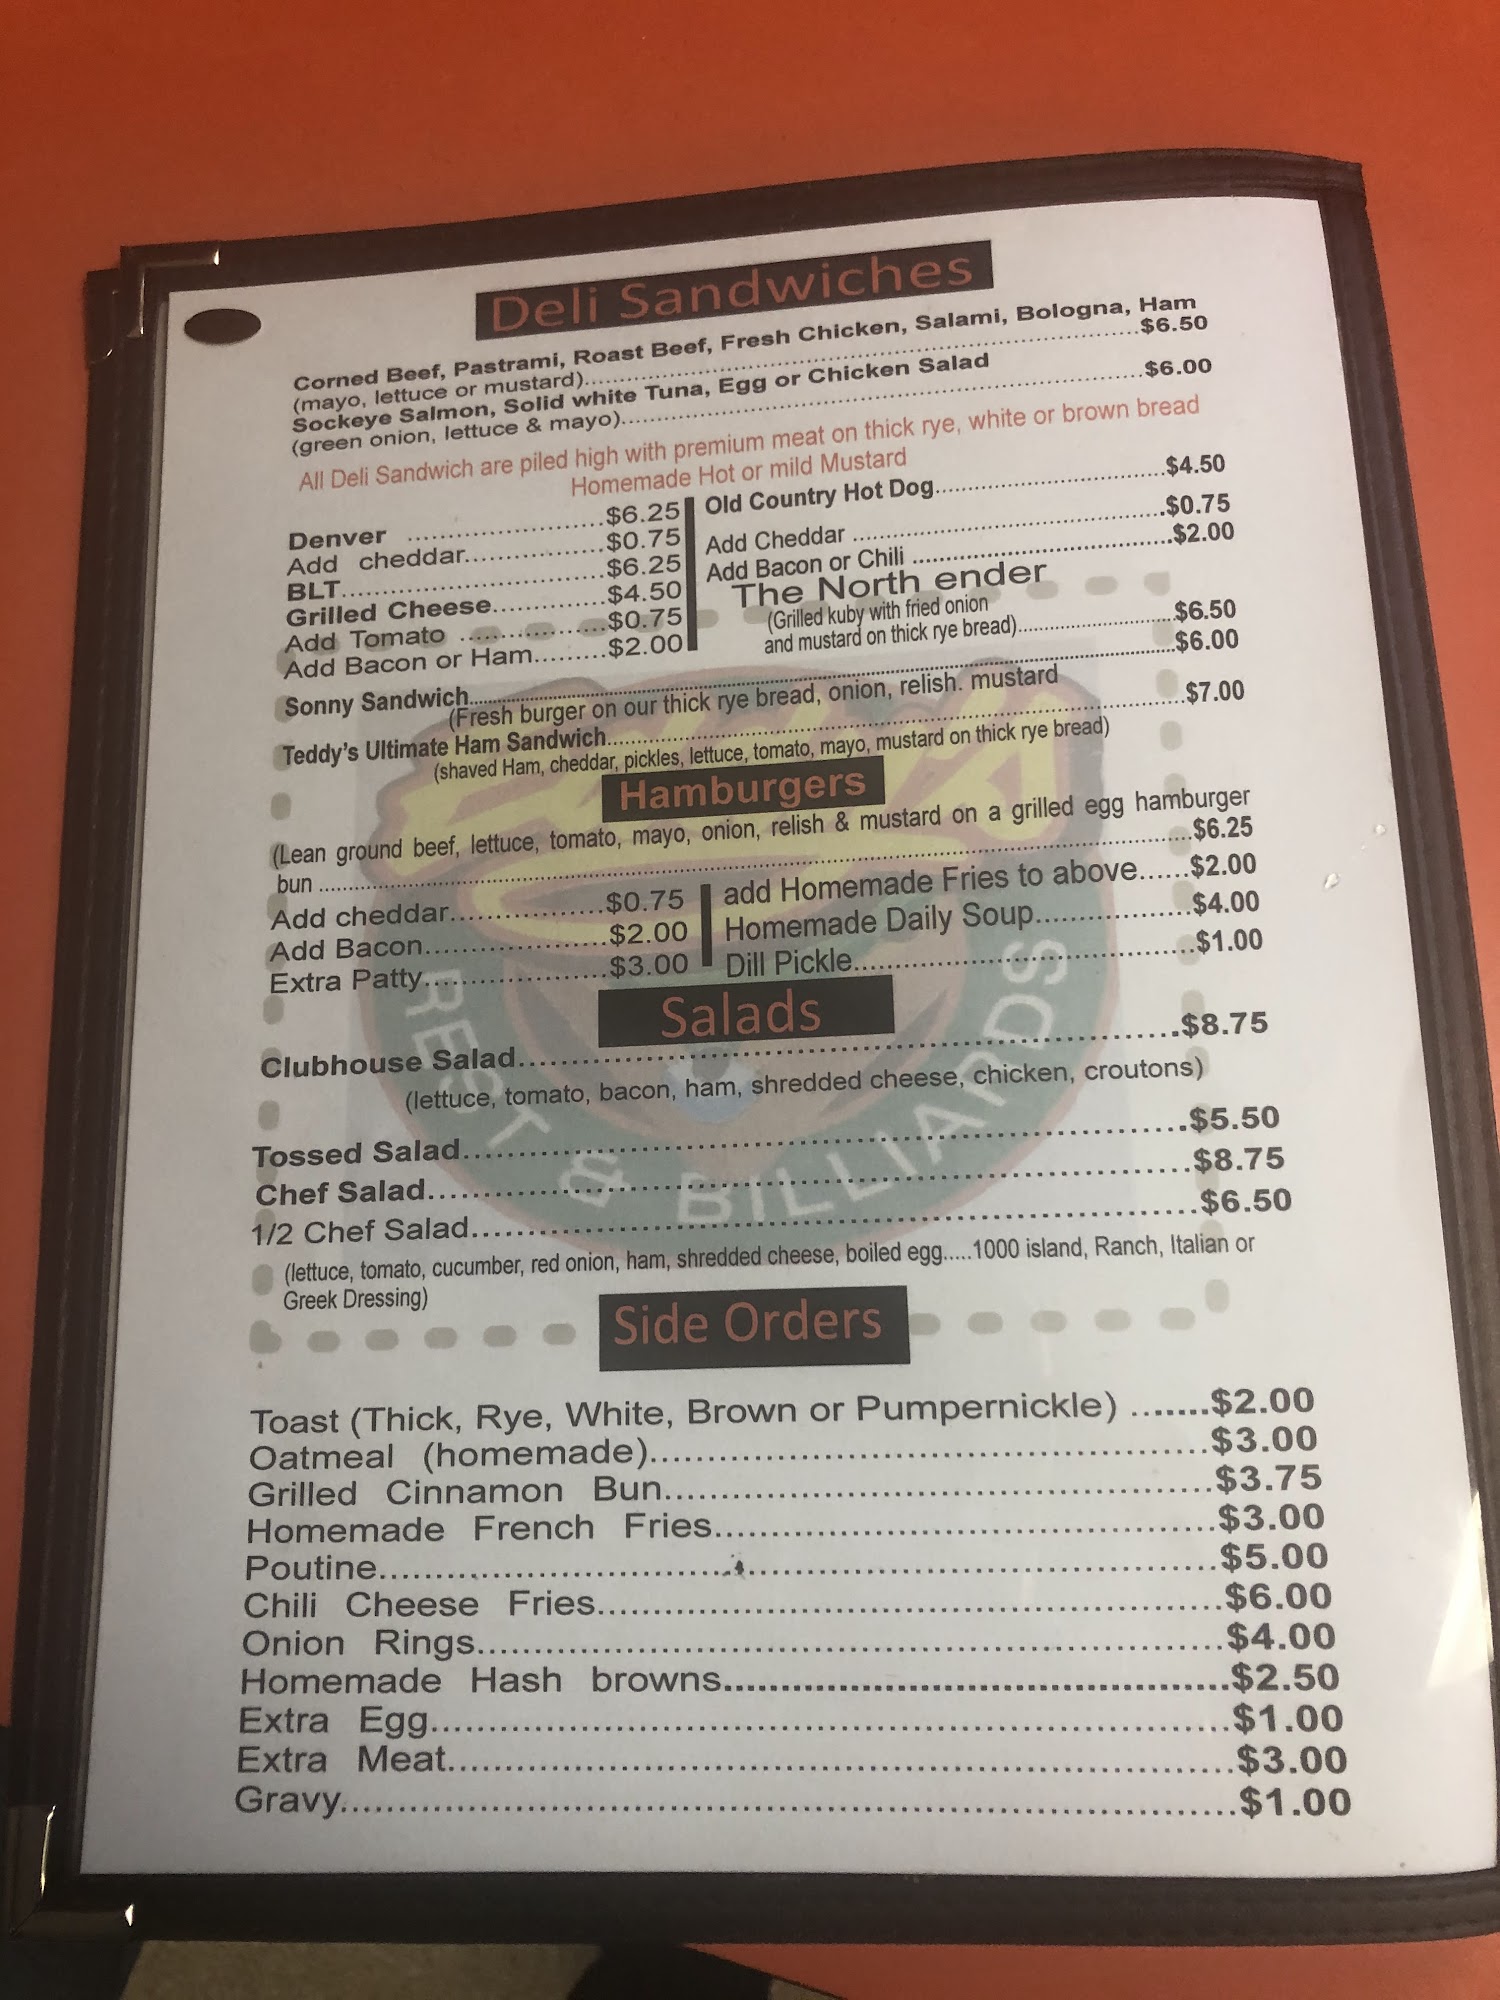 Deli Sandwiches
Corned Beef, Pastrami, Roast Beef, Fresh Chicken, Salami, Bologna, Ham
(mayo, lettuce or mustard)..........$6.50
Sockeye Salmon, Solid white Tuna, Egg or Chicken Salad
(green onion, lettuce & mayo)..........$6.00
All Deli Sandwich are piled high with premium meat on thick rye, white or brown bread
Homemade Hot or mild Mustard
Denver ..........$6.25
Add cheddar..........$0.75
BLT..........$6.25
Grilled Cheese..........$4.50
Add Tomato ..........$0.75
Add Bacon or Ham.........$2.00
Old Country Hot Dog..........$4.50
Add Cheddar ..........$0.75
Add Bacon or Chili ..........$2.00
The North ender
(Grilled kuby with fried onion
and mustard on thick rye bread)..........$6.50
Sonny Sandwich..........$6.00
(Fresh burger on our thick rye bread, onion, relish. mustard
Teddy's Ultimate Ham Sandwich..........$7.00
(shaved Ham, cheddar, pickles, lettuce, tomato, mayo, mustard on thick rye bread)
Hamburgers
(Lean ground beef, lettuce, tomato, mayo, onion, relish & mustard on a grilled egg hamburger
bun ..........$6.25
Add cheddar..........$0.75
Add Bacon..........$2.00
Extra Patty..........$3.00
add Homemade Fries to above......$2.00
Homemade Daily Soup..........$4.00
Dill Pickle..........$1.00
Salads
Clubhouse Salad..........$8.75
(lettuce, tomato, bacon, ham, shredded cheese, chicken, croutons)
Tossed Salad..........$5.50
Chef Salad..........$8.75
1/2 Chef Salad..........$6.50
(lettuce, tomato, cucumber, red onion, ham, shredded cheese, boiled egg.....1000 island, Ranch, Italian or
Greek Dressing)
REST & BILLIARDS
Side Orders
Toast (Thick, Rye, White, Brown or Pumpernickle) .......$2.00
Oatmeal (homemade)..........$3.00
Grilled Cinnamon Bun..........$3.75
Homemade French Fries..........$3.00
Poutine..........$5.00
Chili Cheese Fries..........$6.00
Onion Rings..........$4.00
Homemade Hash browns..........$2.50
Extra Egg..........$1.00
Extra Meat..........$3.00
Gravy..........$1.00